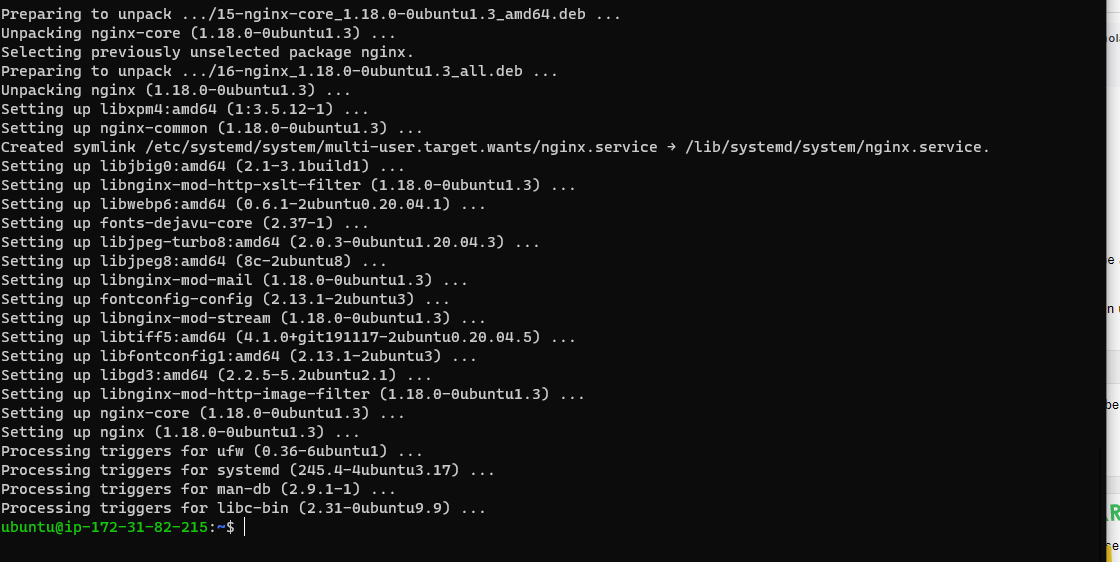 Preparing to unpack .../15-nginx-core_1.18.0-0ubuntu1.3_amd64.deb ...
Unpacking nginx-core (1.18.0-0ubuntu1.3) ...
Selecting previously unselected package nginx.
Preparing to unpack .../16-nginx_1.18.0-0ubuntu1.3_all.deb ...
Unpacking nginx (1.18.0-0ubuntu1.3) ...
Setting up libxpm4:amd64 (1:3.5.12-1) ...
Setting up nginx-common (1.18.0-0ubuntu1.3) ...
Created symlink /etc/systemd/system/multi-user.target.wants/nginx.service → /lib/systemd/system/nginx.service.
Setting up libjbig0:amd64 (2.1-3.1build1) ...
Setting up libnginx-mod-http-xslt-filter (1.18.0-0ubuntu1.3) ...
Setting up libwebp6:amd64 (0.6.1-2ubuntu0.20.04.1) ...
Setting up fonts-dejavu-core (2.37-1) ...
Setting up libjpeg-turbo8:amd64 (2.0.3-0ubuntu1.20.04.3) ...
Setting up libjpeg8:amd64 (8c-2ubuntu8) ...
Setting up libnginx-mod-mail (1.18.0-0ubuntu1.3) ...
Setting up fontconfig-config (2.13.1-2ubuntu3) ...
Setting up libnginx-mod-stream (1.18.0-0ubuntu1.3) ...
Setting up libtiff5:amd64 (4.1.0+git191117-2ubuntu0.20.04.5) ...
Setting up libfontconfig1:amd64 (2.13.1-2ubuntu3) ...
Setting up libgd3:amd64 (2.2.5-5.2ubuntu2.1) ...
Setting up libnginx-mod-http-image-filter (1.18.0-0ubuntu1.3) ...
Setting up nginx-core (1.18.0-0ubuntu1.3) ...
Setting up nginx (1.18.0-0ubuntu1.3) ...
Processing triggers for ufw (0.36-6ubuntu1) ...
Processing triggers for systemd (245.4-4ubuntu3.17) ...
Processing triggers for man-db (2.9.1-1) ...
Processing triggers for libc-bin (2.31-0ubuntu9.9) ...
ubuntu@ip-172-31-82-215:~$